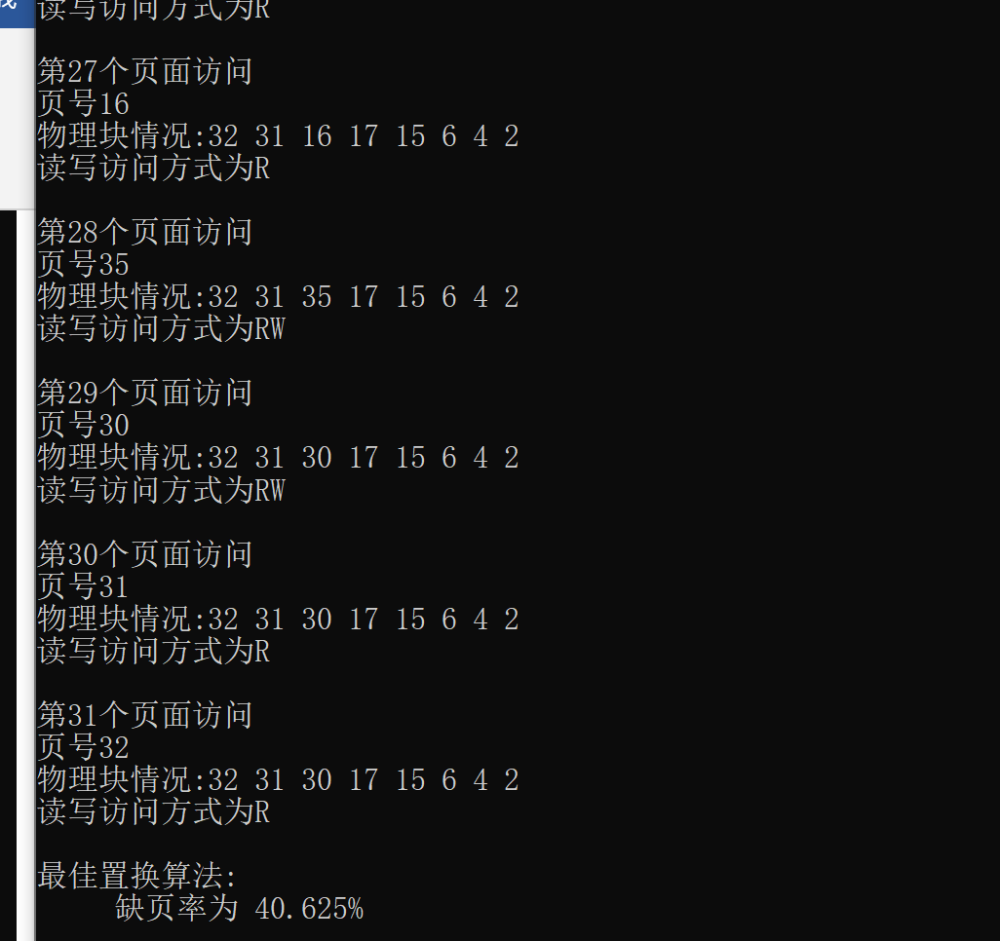 读写访问方式为R
第27个页面访问
页号16
物理块情况:32 31 16 17 15 6 4 2
读写访问方式为R
第28个页面访问
页号35
物理块情况:32 31 35 17 15 6 4 2
读写访问方式为RW
第29个页面访问
页号30
物理块情况:32 31 30 17 15 6 4 2
读写访问方式为RW
第30个页面访问
页号31
物理块情况:32 31 30 17 15 6 4 2
读写访问方式为R
第31个页面访问
页号32
物理块情况:32 31 30 17 15 6 4 2
读写访问方式为R
最佳置换算法:
缺页率为 40.625%